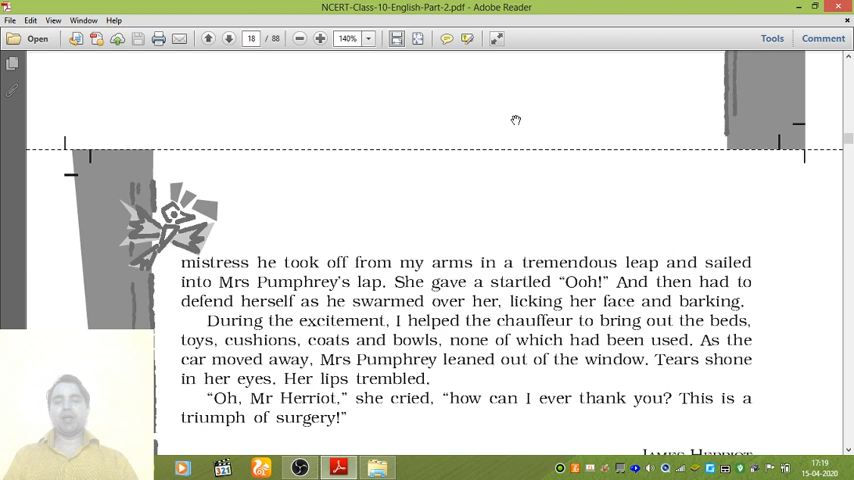 NCERT-Class-10-English-Part-2.pdf - Adobe Reader
File Edit View Window Help
Open 18 / 88 140% Tools Comment
mistress he took off from my arms in a tremendous leap and sailed
into Mrs Pumphrey's lap. She gave a startled “Ooh!” And then had to
defend herself as he swarmed over her, licking her face and barking.
During the excitement, I helped the chauffeur to bring out the beds,
toys, cushions, coats and bowls, none of which had been used. As the
car moved away, Mrs Pumphrey leaned out of the window. Tears shone
in her eyes. Her lips trembled.
“Oh, Mr Herriot,” she cried, “how can I ever thank you? This is a
triumph of surgery!”
JAMES HERRIOT
321
17:19
15-04-2020